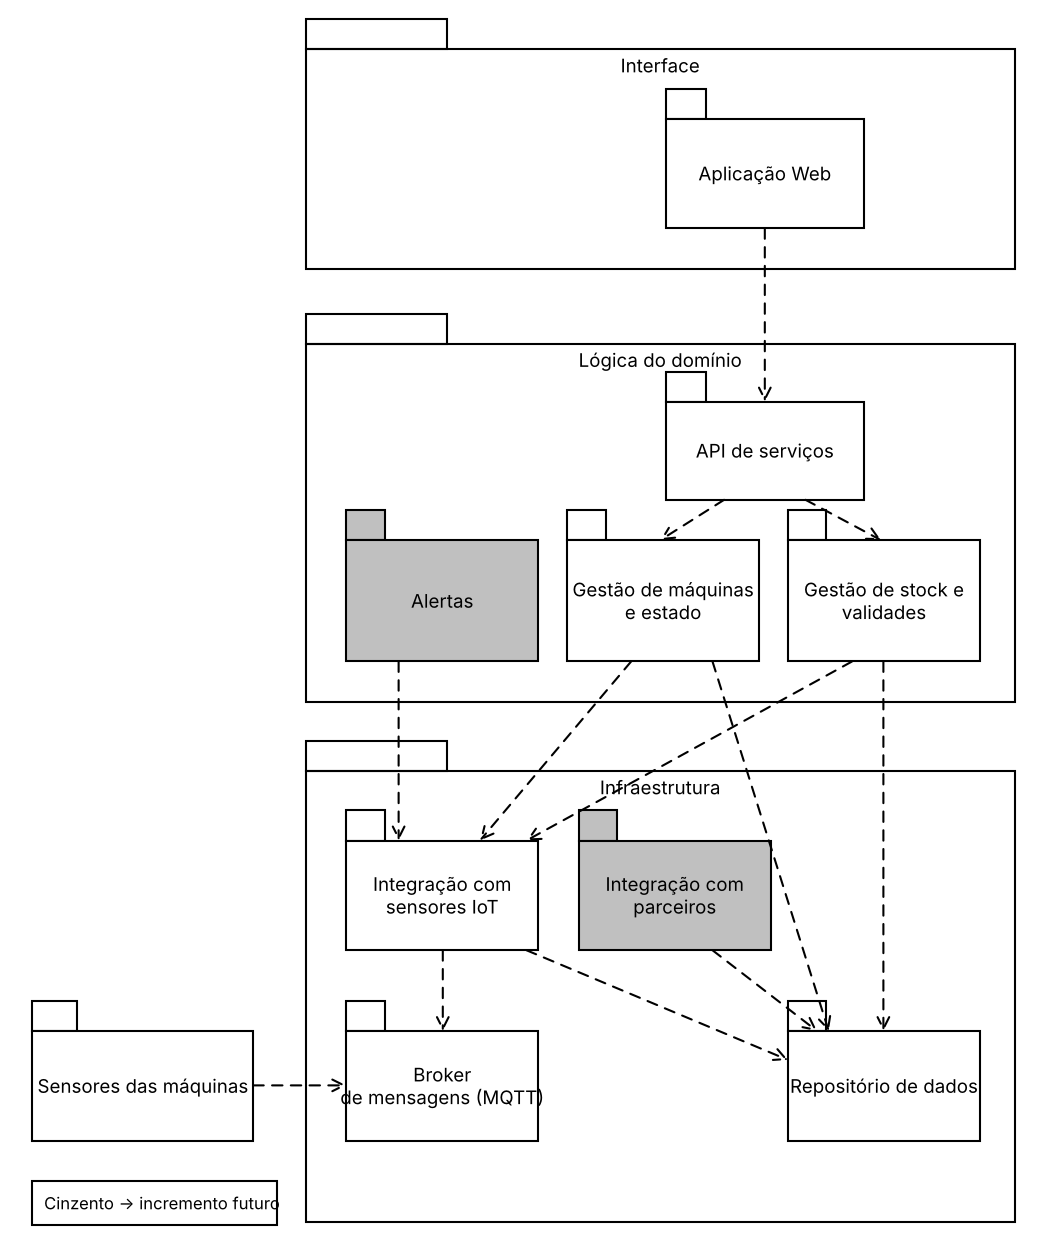 Interface
Aplicação Web
Lógica do domínio
API de serviços
Alertas
Gestão de máquinas
e estado
Gestão de stock e
validades
Infraestrutura
Integração com
sensores IoT
Integração com
parceiros
Sensores das máquinas
Broker
de mensagens (MQTT)
Repositório de dados
Cinzento → incremento futuro